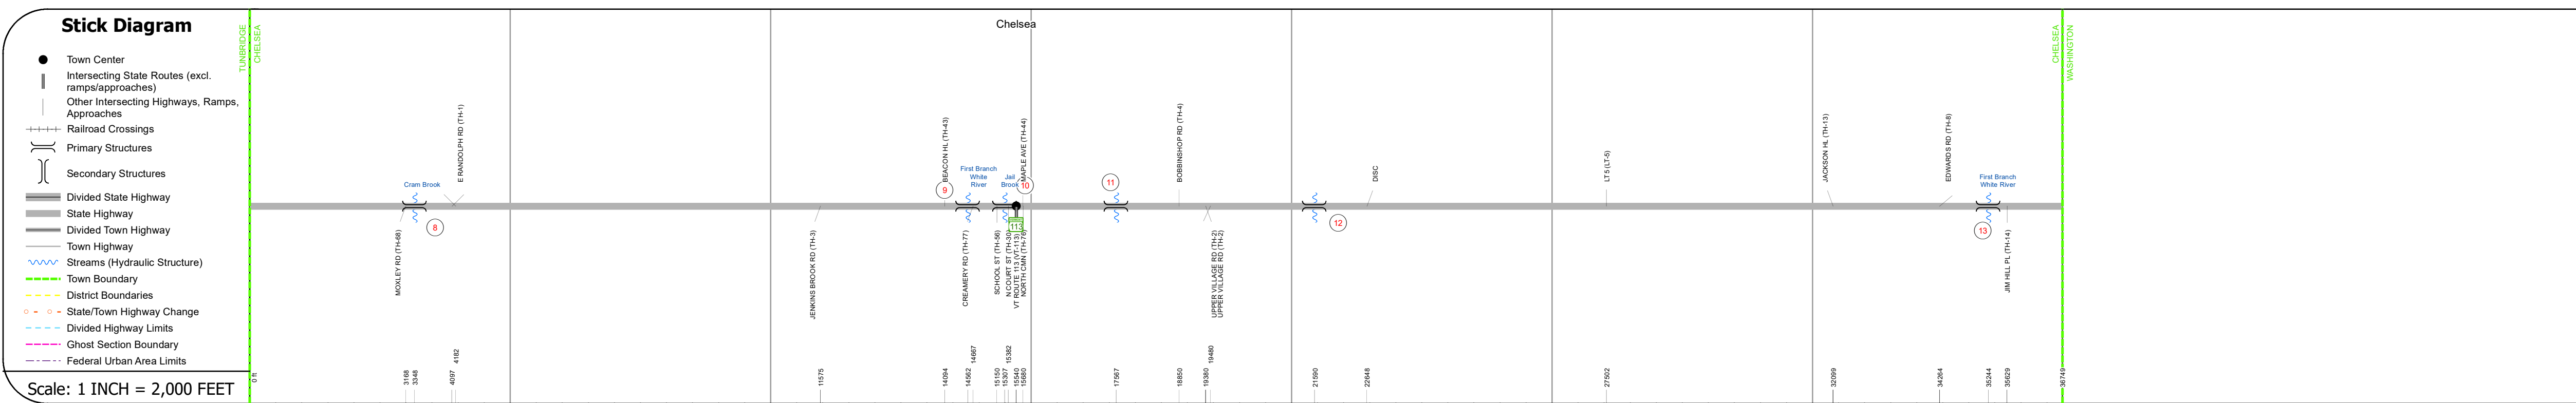 Stick Diagram
Town Center
Intersecting State Routes (excl.
ramps/approaches)
Other Intersecting Highways, Ramps,
Approaches
Railroad Crossings
Primary Structures
Secondary Structures
Divided State Highway
State Highway
Divided Town Highway
Town Highway
Streams (Hydraulic Structure)
Town Boundary
District Boundaries
State/Town Highway Change
Divided Highway Limits
Ghost Section Boundary
Federal Urban Area Limits
Scale: 1 INCH = 2,000 FEET
TUNBRIDGE
CHELSEA
Chelsea
CHELSEA
WASHINGTON
E RANDOLPH RD (TH-1)
BEACON HL (TH-43)
MAPLE AVE (TH-44)
BOBBINSHOP RD (TH-4)
DISC
LT 5 (LT-5)
JACKSON HL (TH-13)
EDWARDS RD (TH-8)
Cram Brook
First Branch
White
River
Jail
Brook
First Branch
White River
8
9
10
11
12
13
113
MOXLEY RD (TH-68)
JENKINS BROOK RD (TH-3)
CREAMERY RD (TH-77)
SCHOOL ST (TH-56)
N COURT ST (TH-30)
VT ROUTE 113 (VT-113)
NORTH CMN (TH-76)
UPPER VILLAGE RD (TH-2)
UPPER VILLAGE RD (TH-2)
JIM HILL PL (TH-14)
0 ft
3168
3348
4097
4182
11575
14094
14562
14667
15150
15307
15382
15540
15680
17567
18850
19380
19480
21590
22648
27502
32099
34264
35244
35629
36749